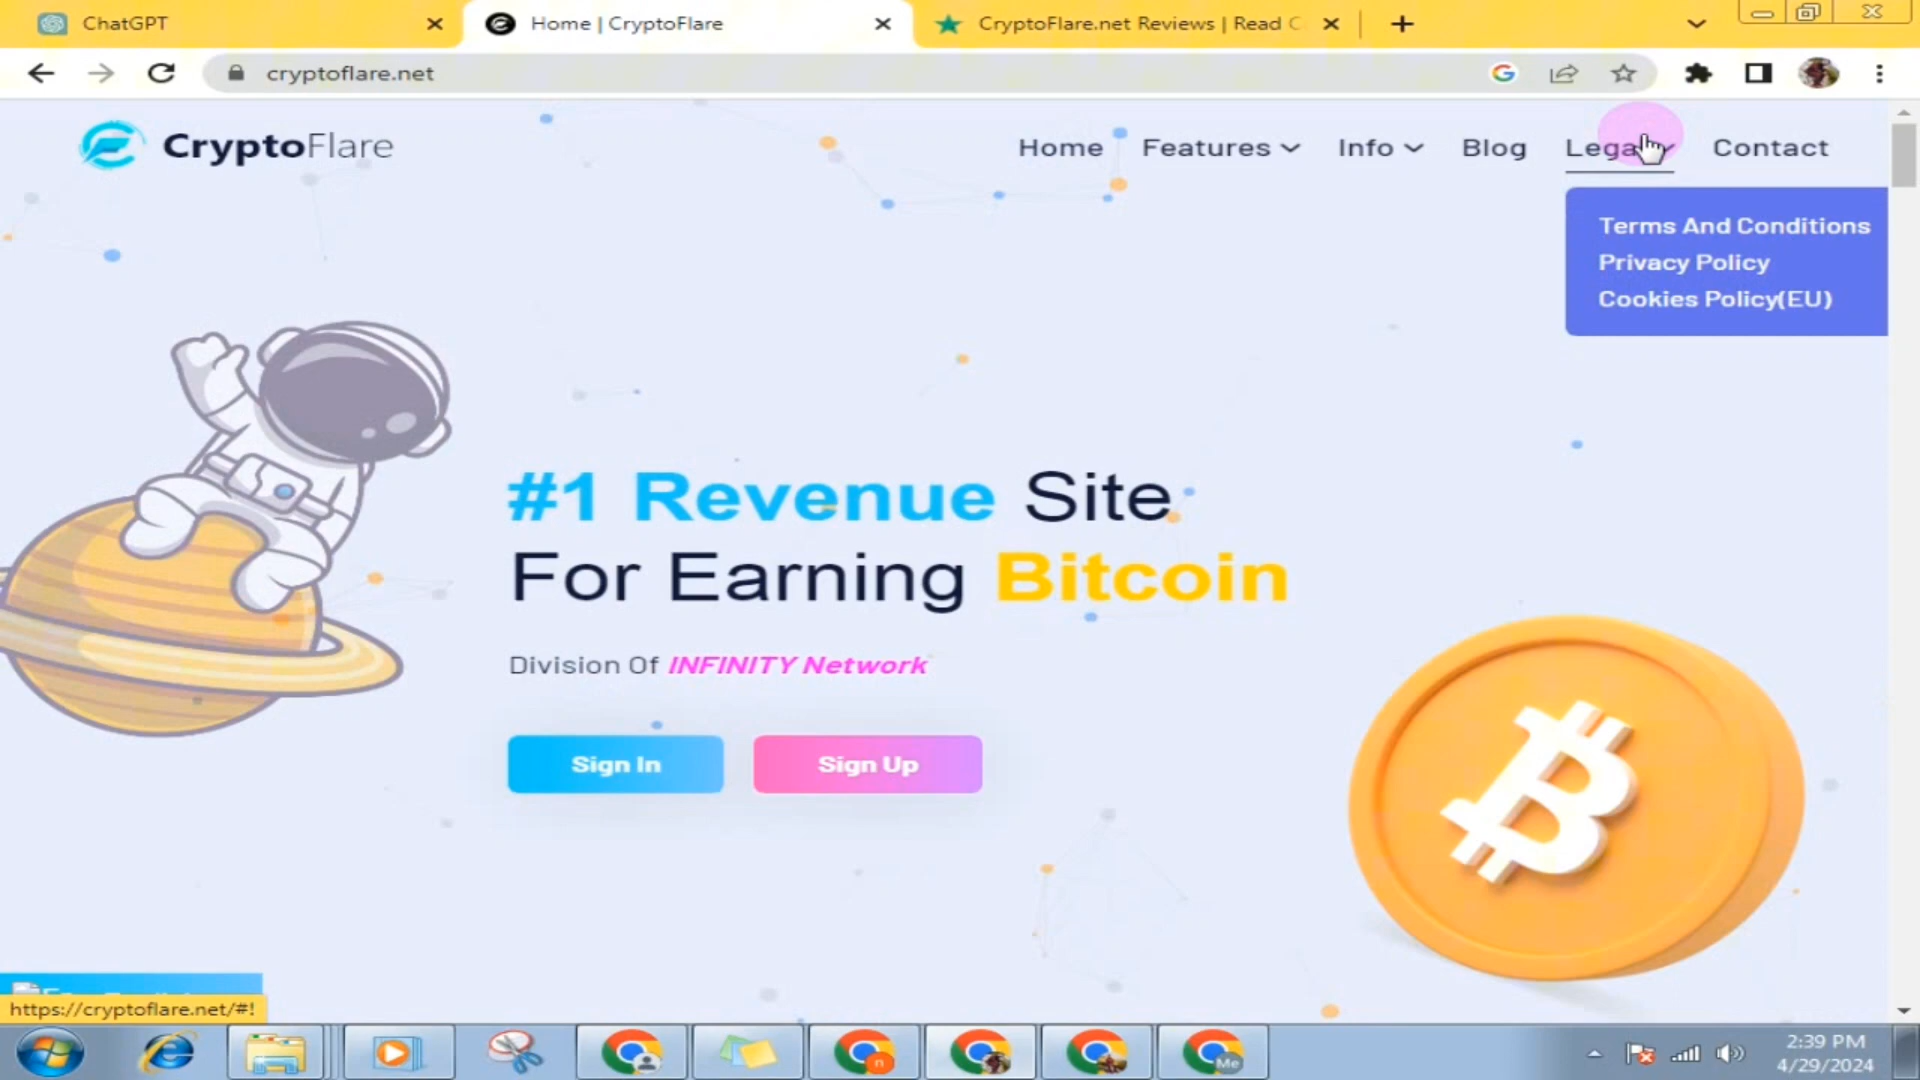 ChatGPT
Home | CryptoFlare
CryptoFlare.net Reviews | Read C
cryptoflare.net
CryptoFlare
Home
Features
Info
Blog
Legal
Contact
Terms And Conditions
Privacy Policy
Cookies Policy(EU)
#1 Revenue Site
For Earning Bitcoin
Division Of INFINITY Network
Sign In
Sign Up
https://cryptoflare.net/#!
n
Me
2:39 PM
4/29/2024